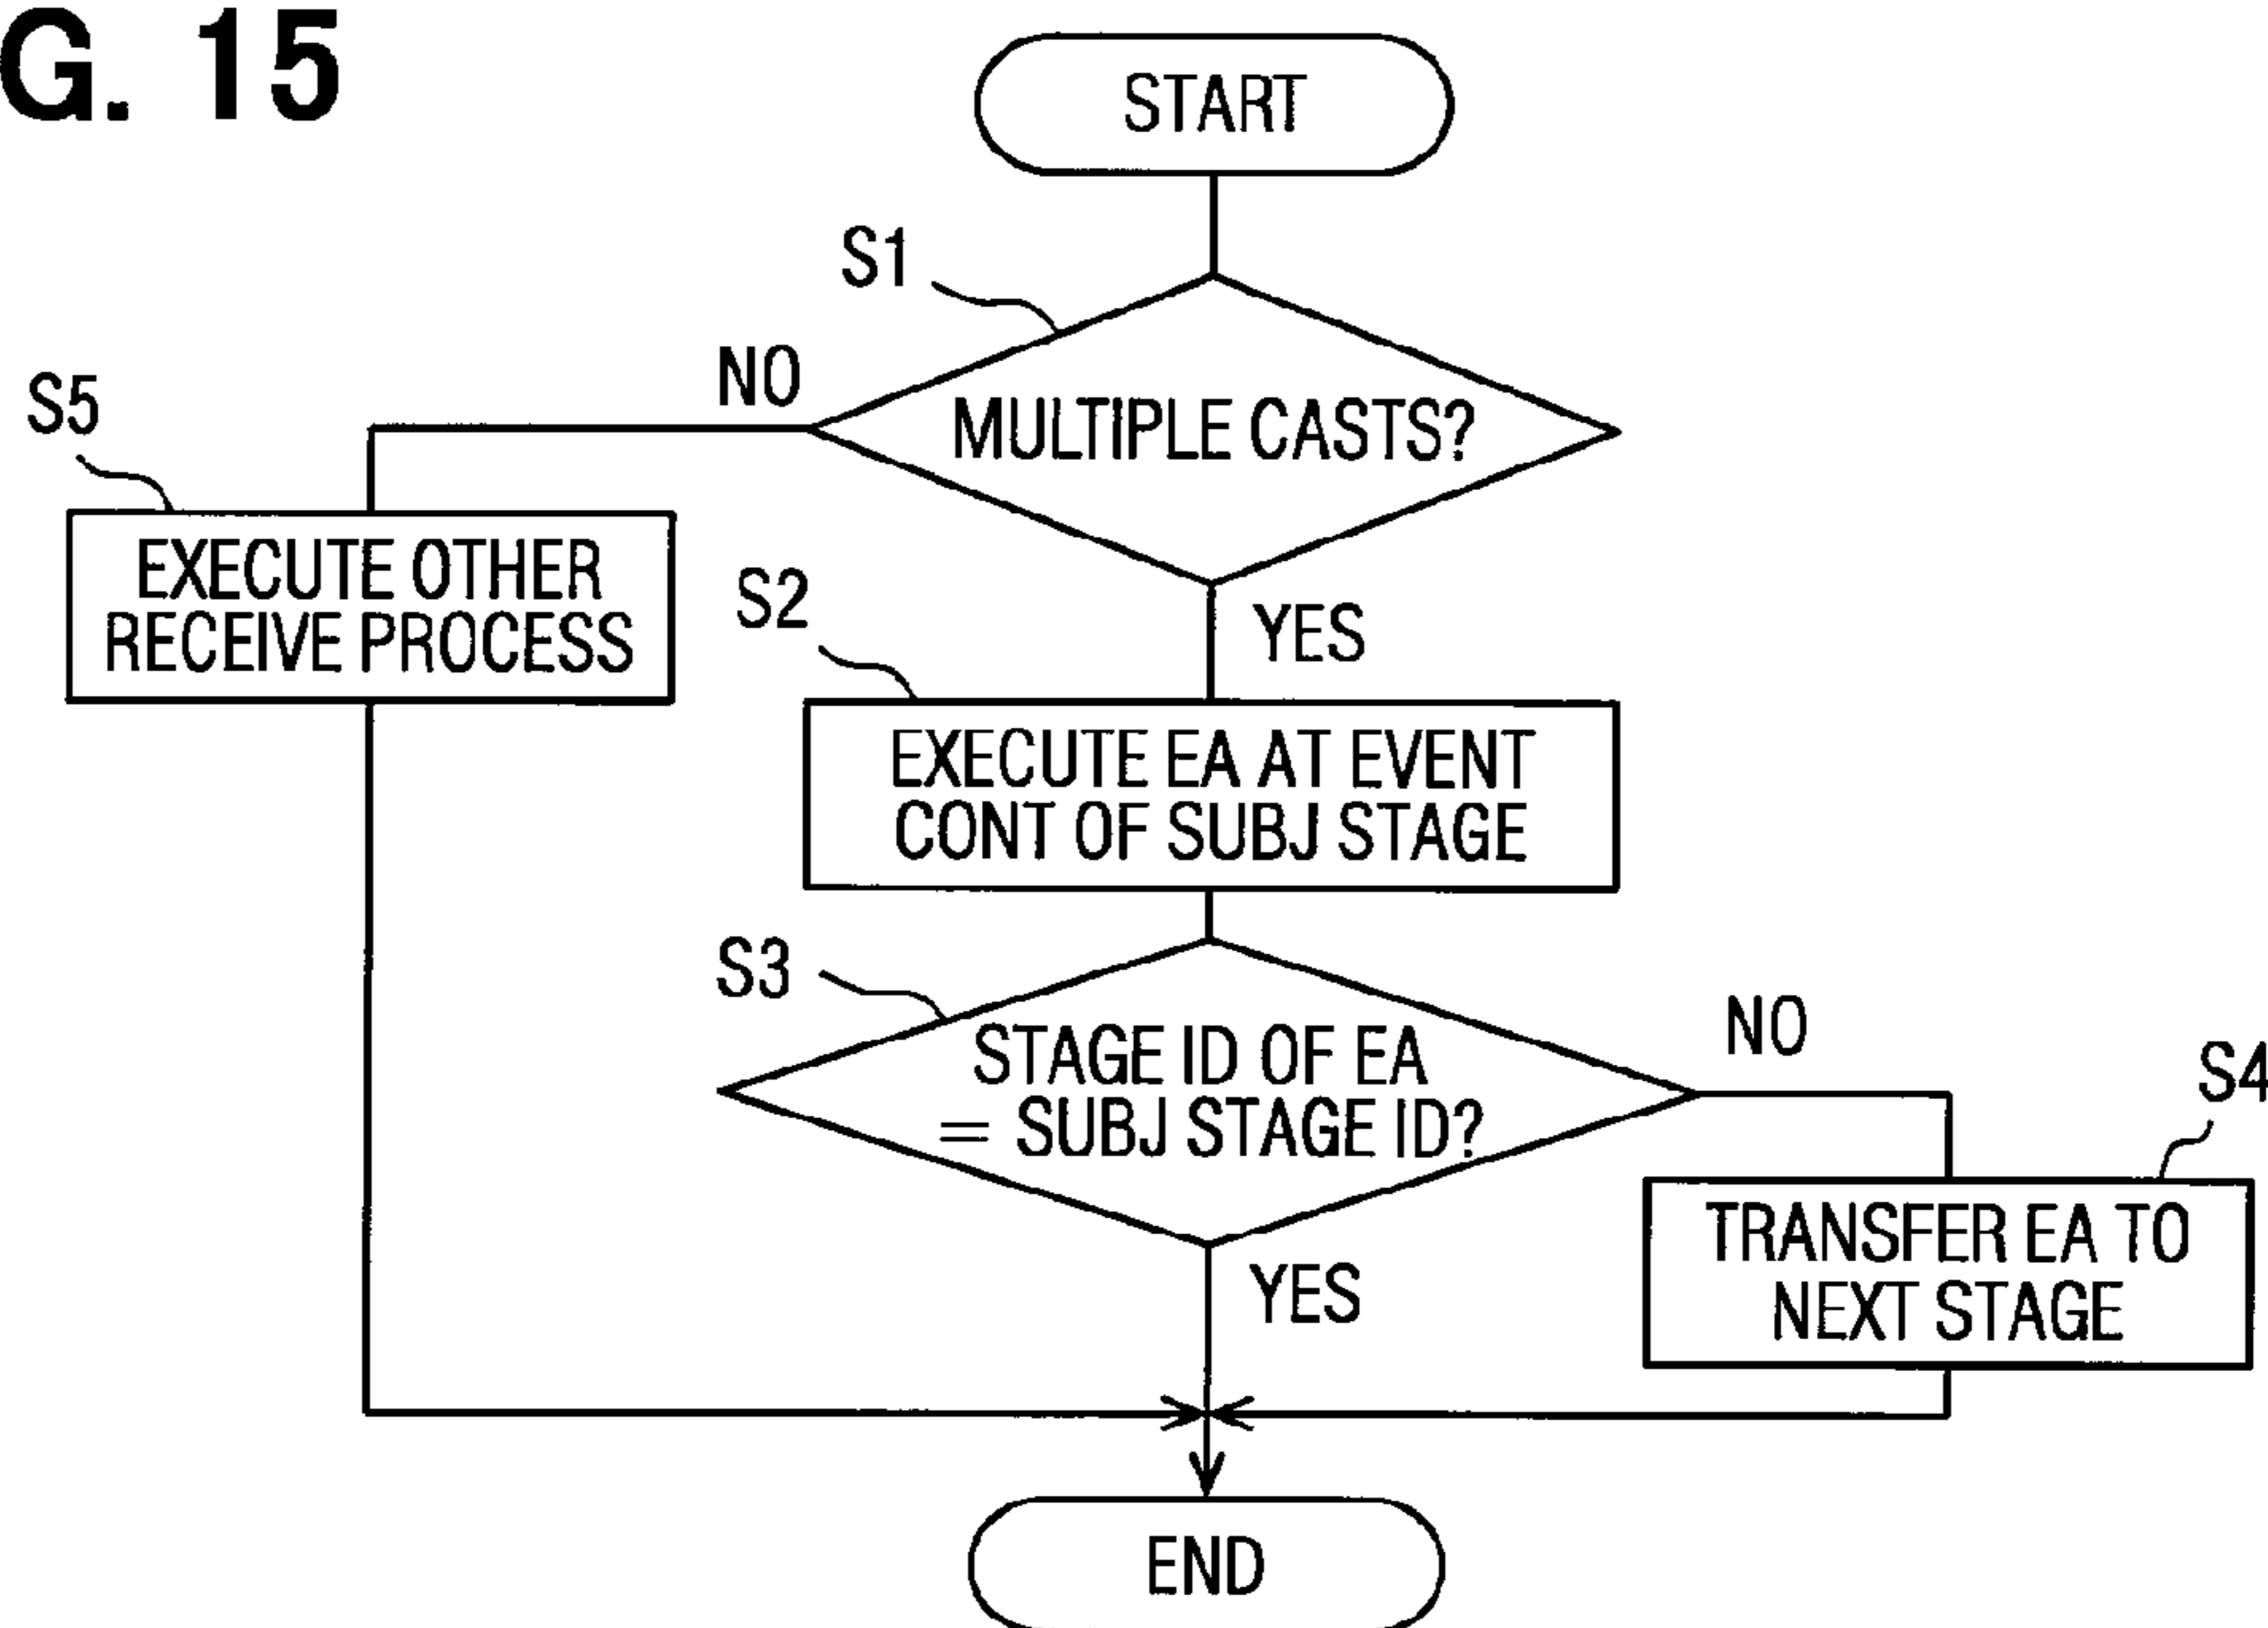 G. 15
START
S1
NO
MULTIPLE CASTS?
S5
EXECUTE OTHER
RECEIVE PROCESS
YES
S2
EXECUTE EA AT EVENT
CONT OF SUBJ STAGE
S3
STAGE ID OF EA
= SUBJ STAGE ID?
NO
S4
TRANSFER EA TO
NEXT STAGE
YES
END